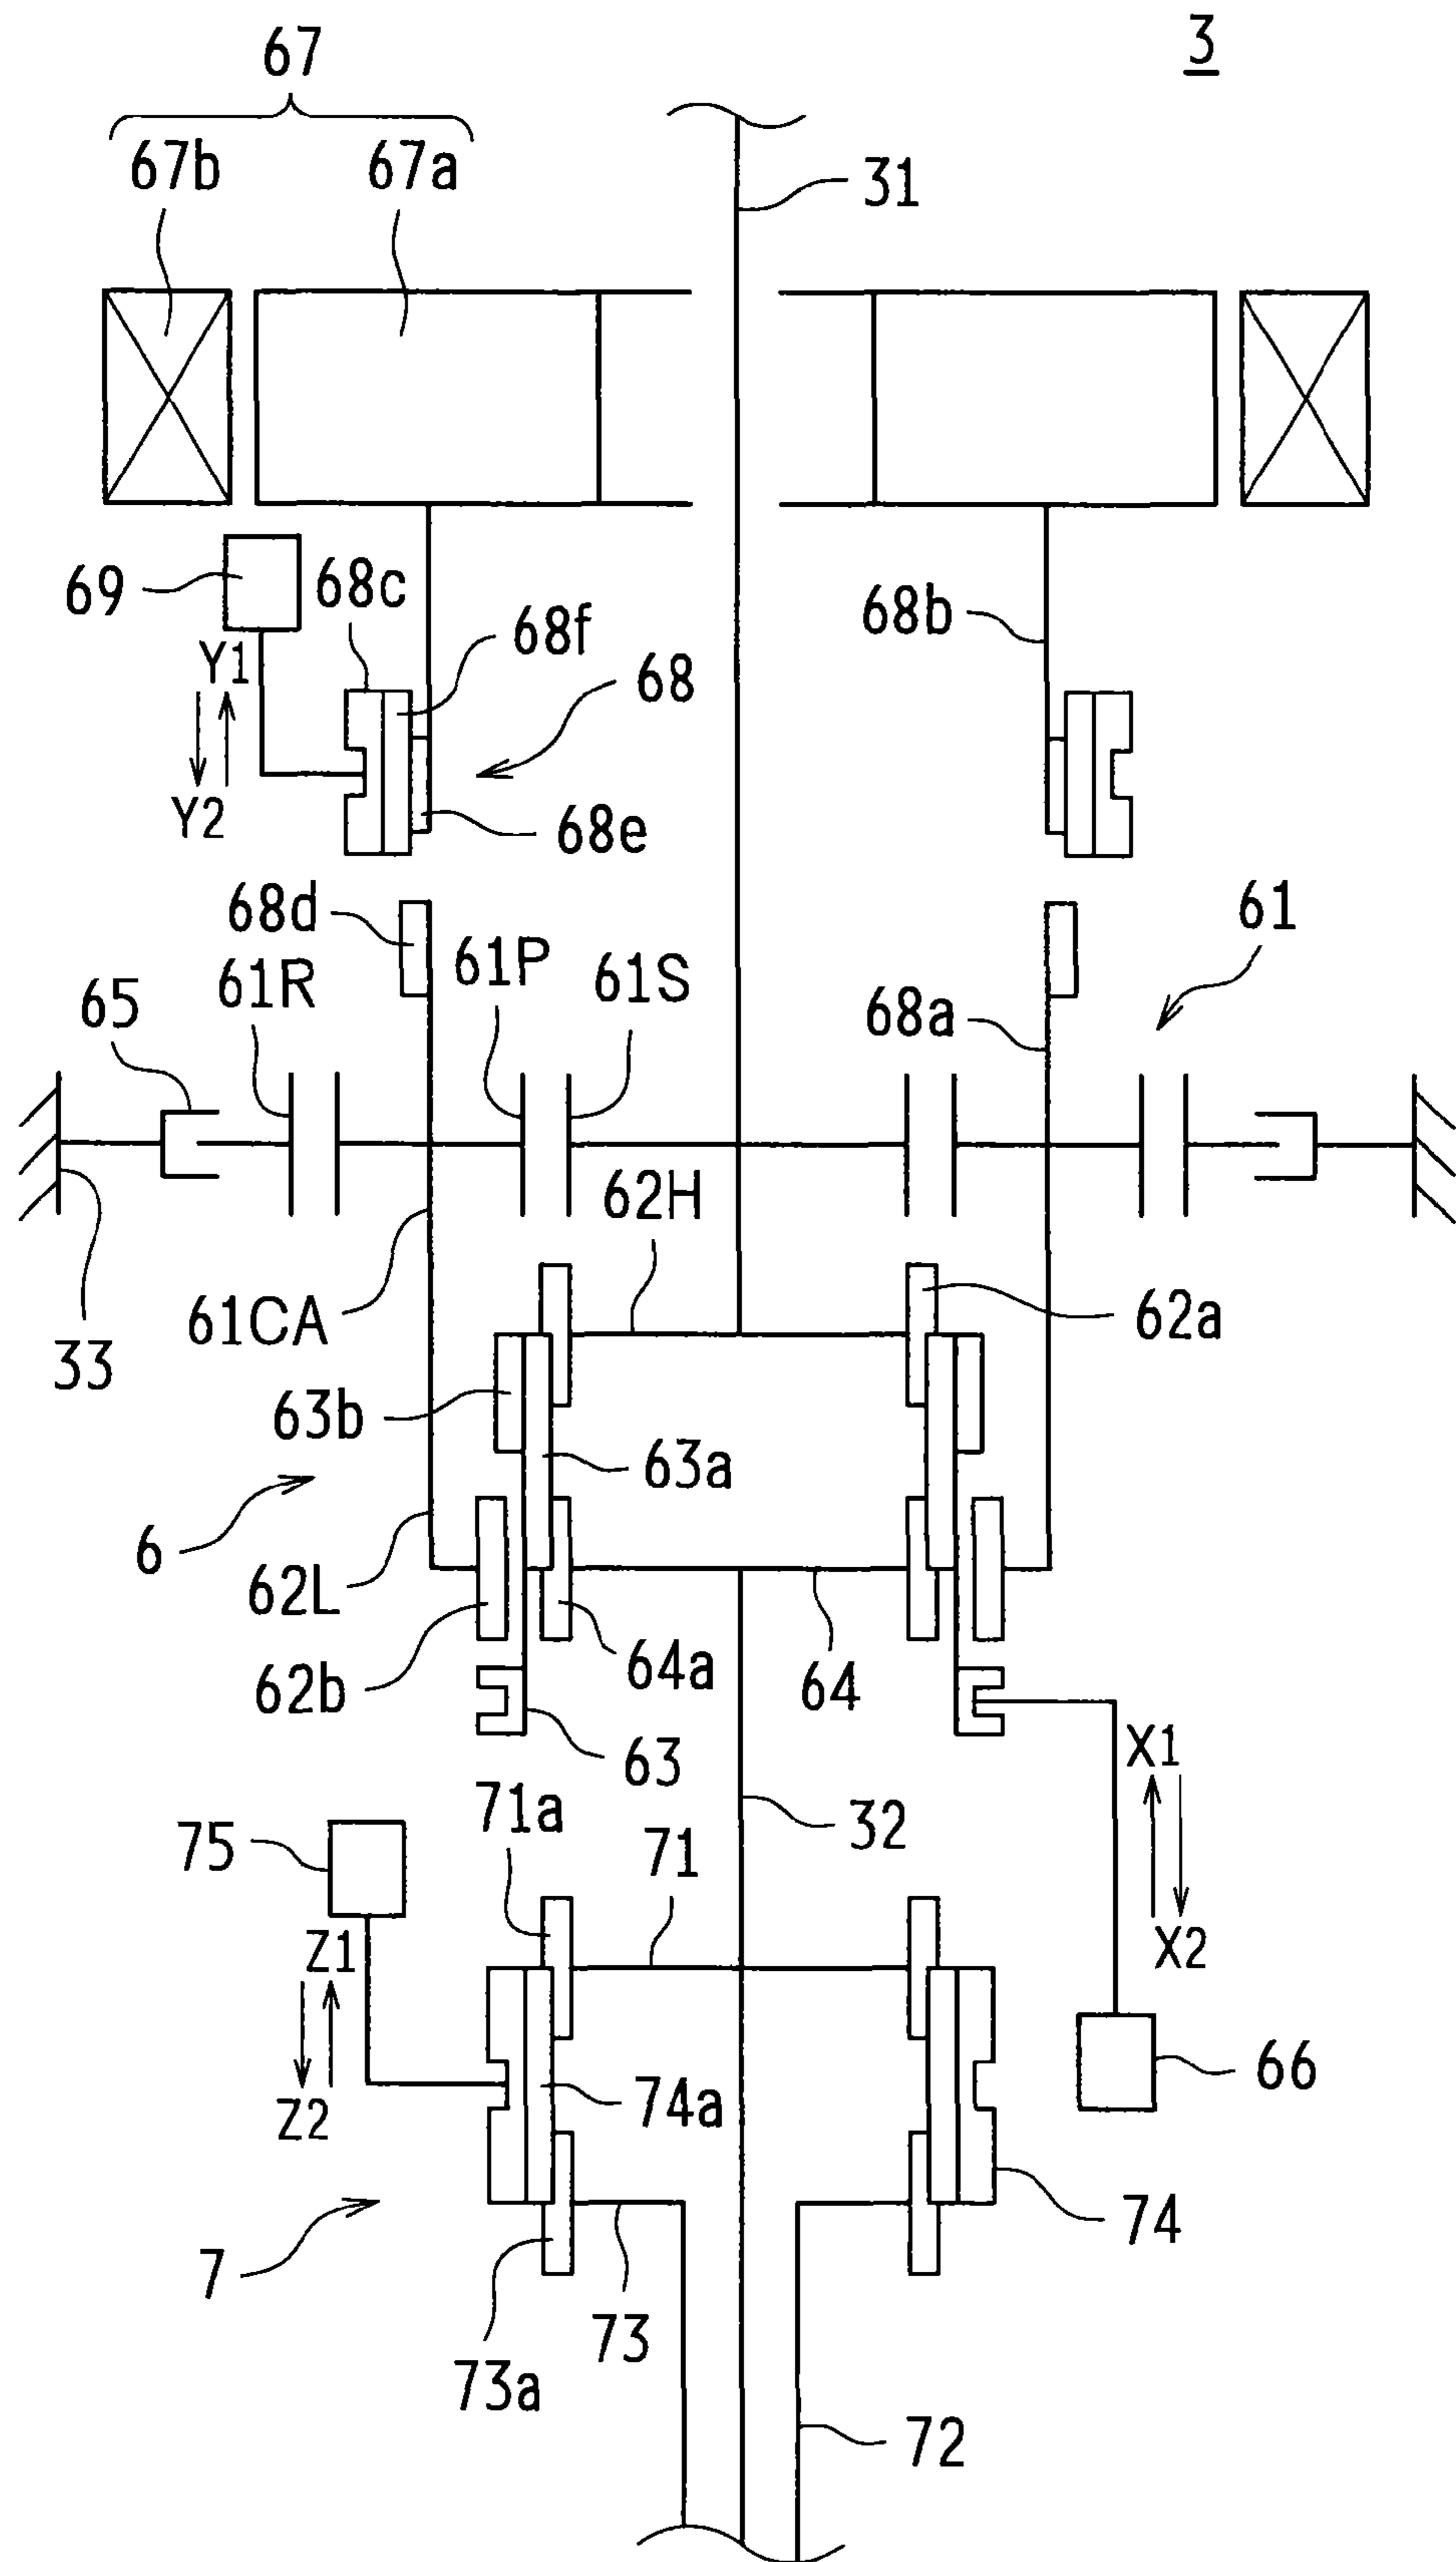 67
3
67b 67a
31
69
68c
68f
68b
Y1
68
Y2
68e
68d
61
61P
61S
61R
65
68a
62H
61CA
62a
33
63b
63a
6
62L
64a
62b
64
63
X1
71a
32
75
71
Z1
X2
66
74a
Z2
74
7
73
73a
72